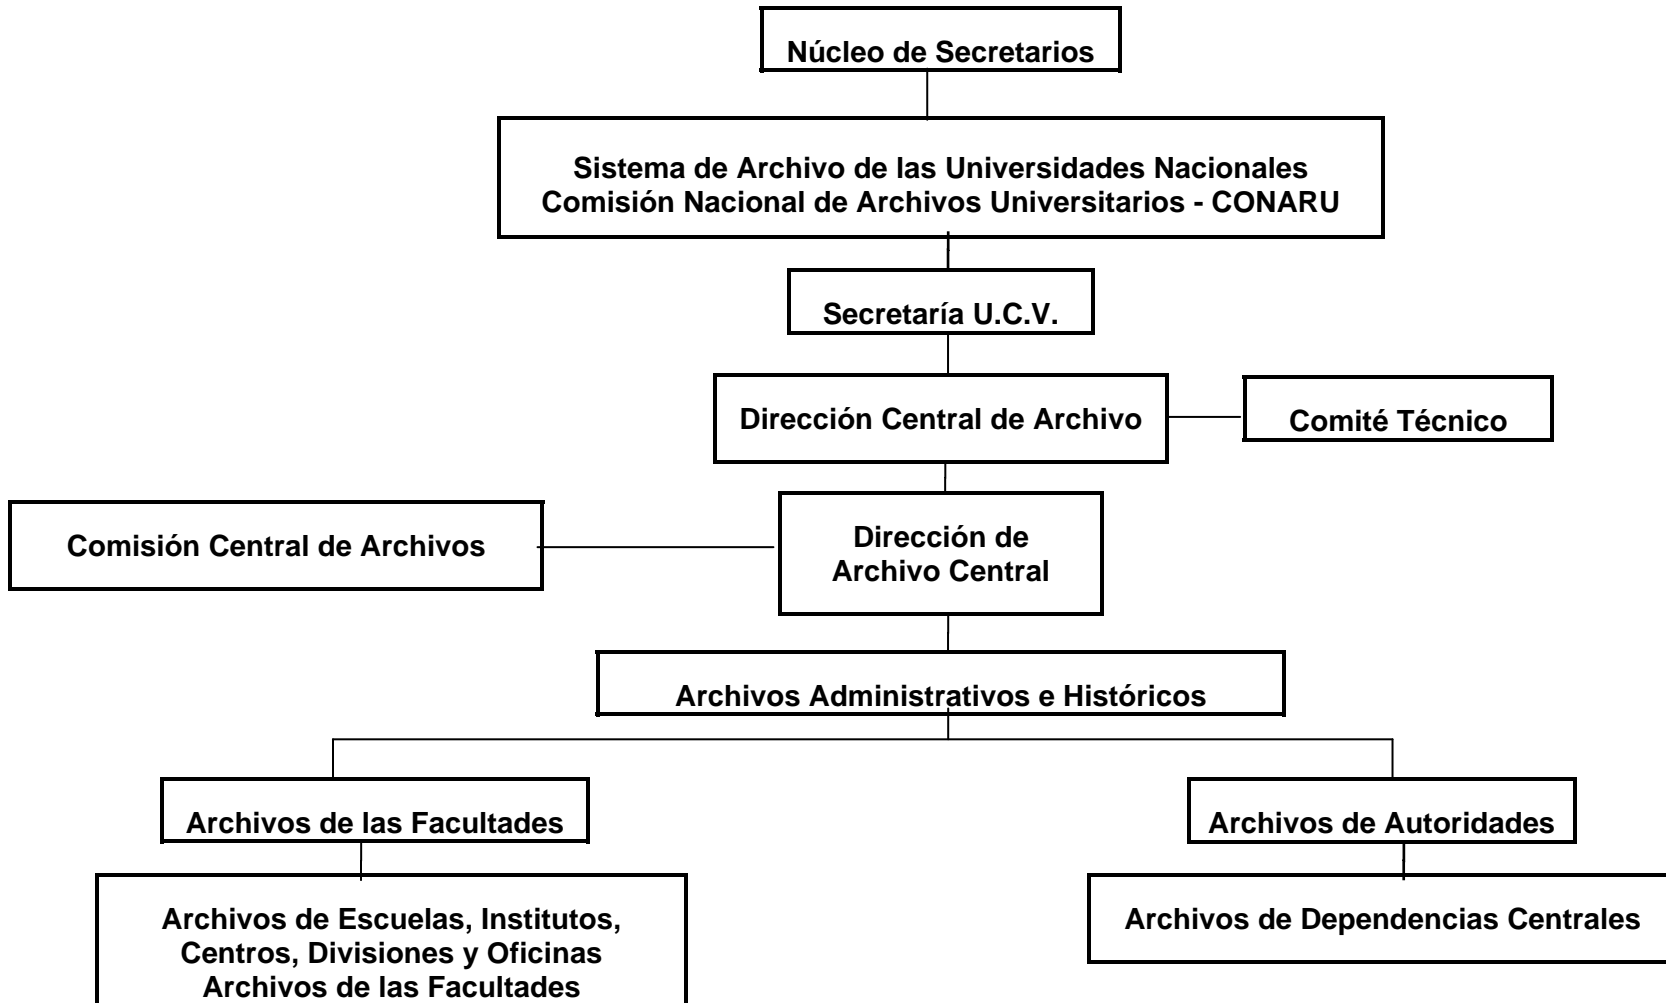 Núcleo de Secretarios
Sistema de Archivo de las Universidades Nacionales
Comisión Nacional de Archivos Universitarios - CONARU
Secretaría U.C.V.
Dirección Central de Archivo
Comité Técnico
Comisión Central de Archivos
Dirección de
Archivo Central
Archivos Administrativos e Históricos
Archivos de las Facultades
Archivos de Autoridades
Archivos de Escuelas, Institutos,
Centros, Divisiones y Oficinas
Archivos de las Facultades
Archivos de Dependencias Centrales